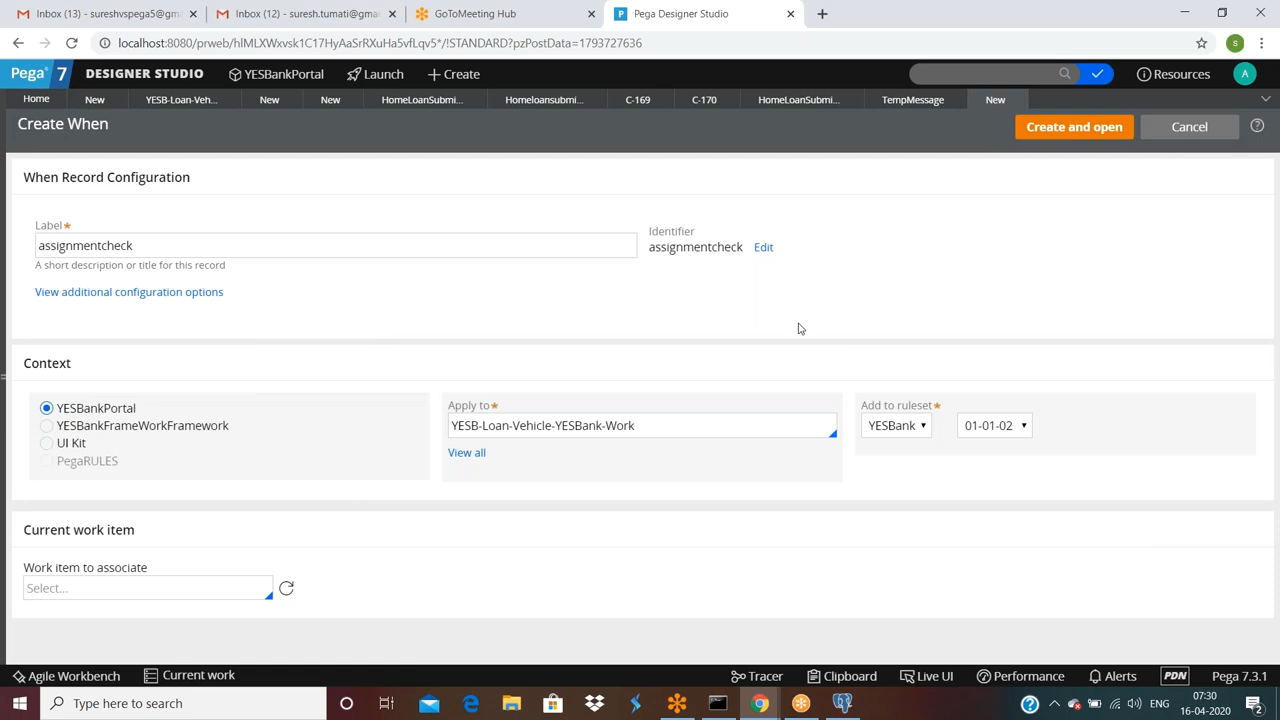 Inbox (13) - sureshvspega5@gm
Inbox (12) - suresh.tumati@gmai
GoToMeeting Hub
Pega Designer Studio
localhost:8080/prweb/hlMLXWxvsk1C17HyAaSrRXuHa5vfLqv5*/!STANDARD?pzPostData=1793727636
S
Pega 7 DESIGNER STUDIO YESBankPortal Launch Create Resources A
Home New YESB-Loan-Veh... New New HomeLoanSubmi... Homeloansubmi... C-169 C-170 HomeLoanSubmi... TempMessage New
Create When
Create and open Cancel
When Record Configuration
Label★
assignmentcheck
A short description or title for this record
Identifier
assignmentcheck Edit
View additional configuration options
Context
YESBankPortal
YESBankFrameWorkFramework
UI Kit
PegaRULES
Apply to★
YESB-Loan-Vehicle-YESBank-Work
View all
Add to ruleset★
YESBank 01-01-02
Current work item
Work item to associate
Select...
Agile Workbench Current work Tracer Clipboard Live UI Performance Alerts PDN Pega 7.3.1
Type here to search
ENG
07:30
16-04-2020
2